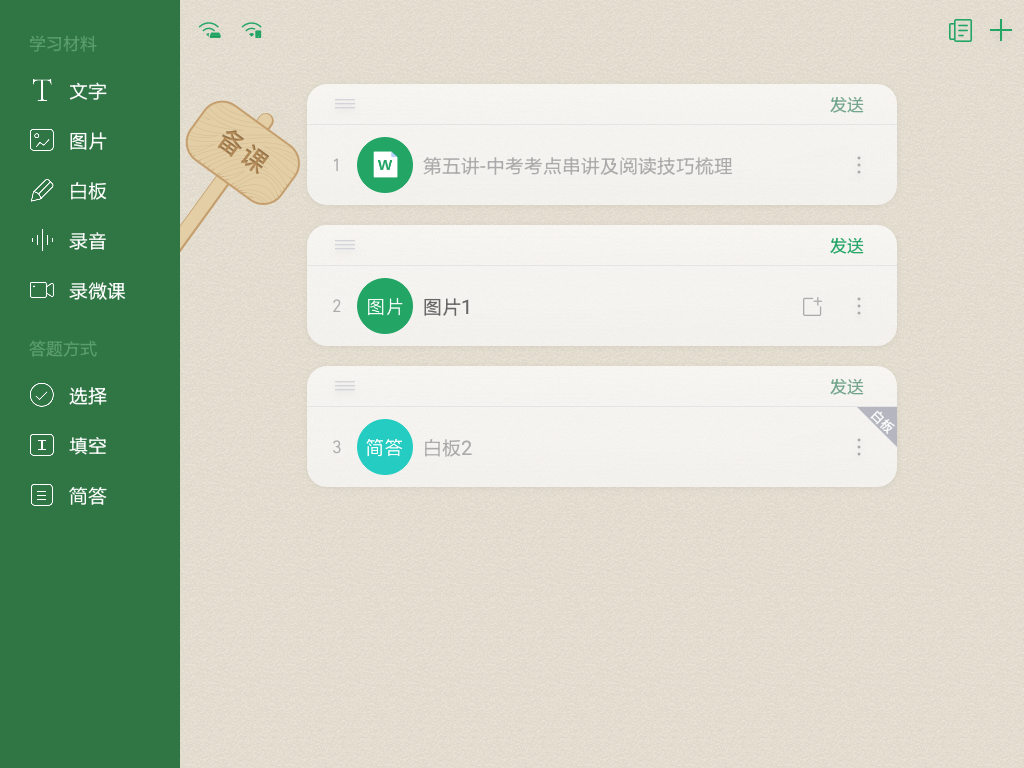 学习材料
文字
图片
白板
录音
录微课
答题方式
选择
填空
简答
备课
发送
1 W 第五讲-中考考点串讲及阅读技巧梳理
发送
2 图片 图片1
发送
白板
3 简答 白板2